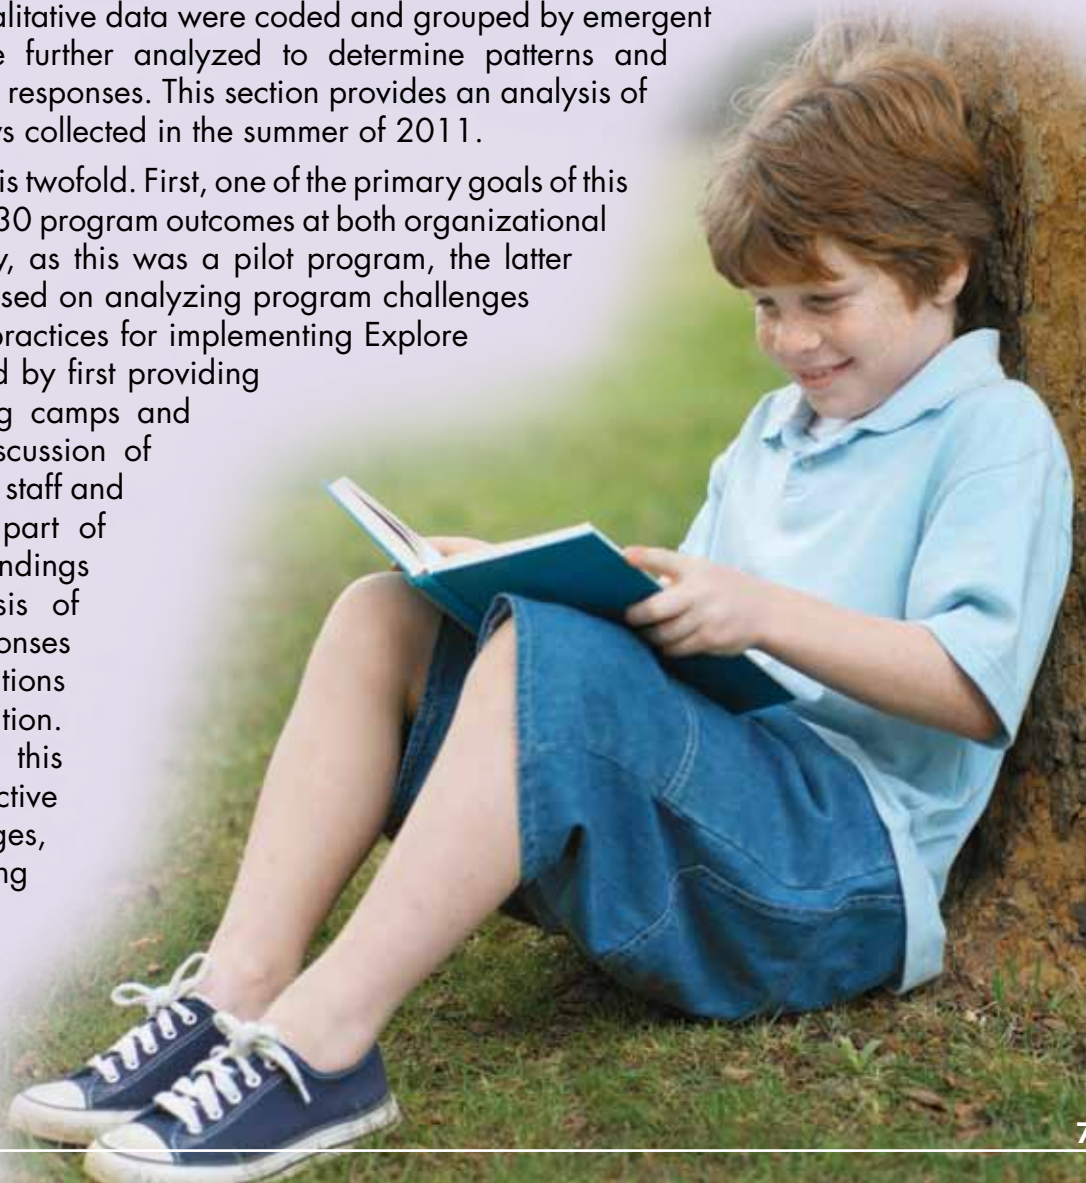 alitative data were coded and grouped by emergent
further analyzed to determine patterns and
responses. This section provides an analysis of
collected in the summer of 2011.
is twofold. First, one of the primary goals of this
30 program outcomes at both organizational
as this was a pilot program, the latter
sed on analyzing program challenges
practices for implementing Explore
by first providing
camps and
scussion of
staff and
part of
ndings
sis of
onses
tions
tion.
this
ctive
ges,
ng
7